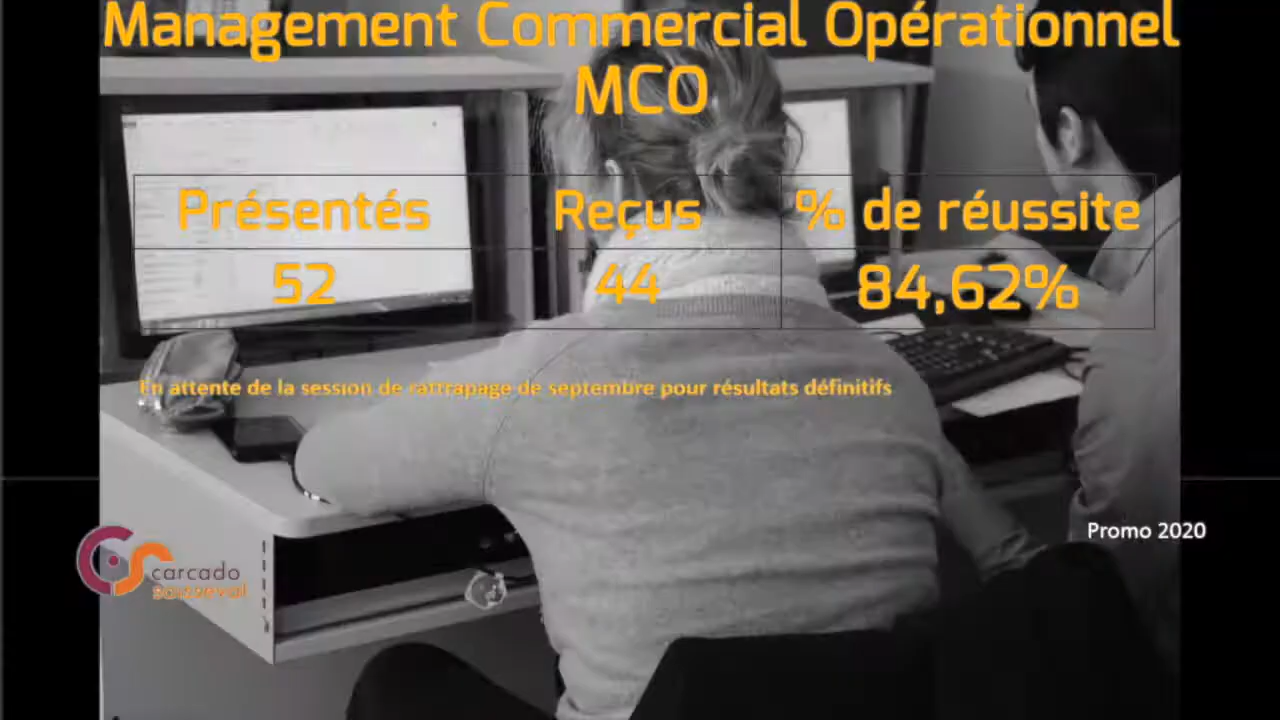 Management Commercial Opérationnel
MCO
Présentés Reçus % de réussite
52 44 84,62%
En attente de la session de rattrapage de septembre pour résultats définitifs
Promo 2020
carcado
saisseval